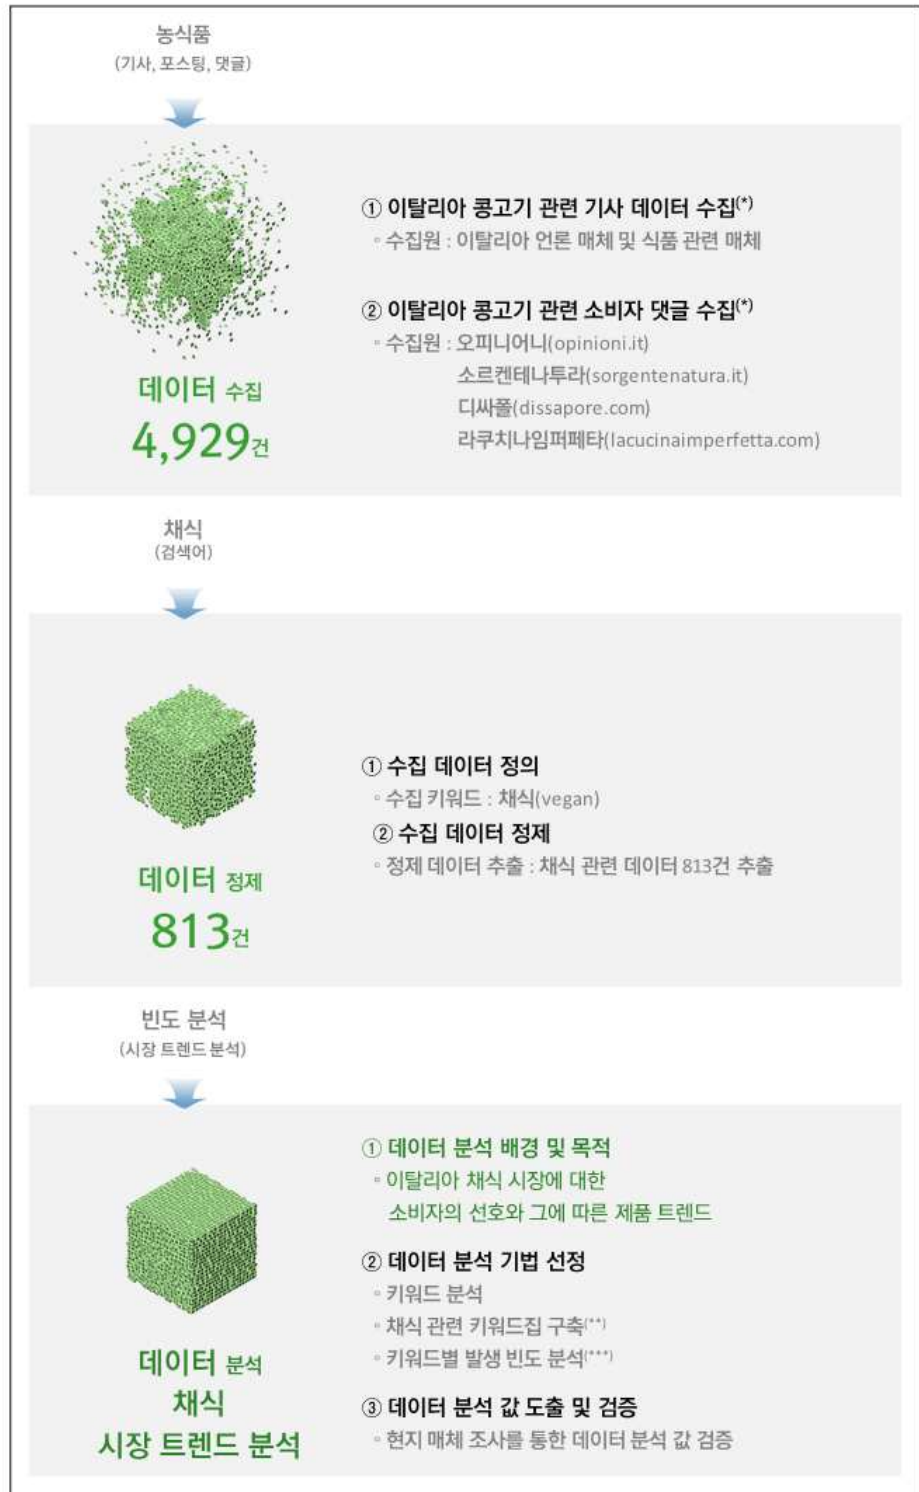 농식품
(기사, 포스팅, 댓글)
데이터 수집
4,929건
① 이탈리아 콩고기 관련 기사 데이터 수집(*)
◦ 수집원 : 이탈리아 언론 매체 및 식품 관련 매체
② 이탈리아 콩고기 관련 소비자 댓글 수집(*)
◦ 수집원 : 오피니어니(opinioni.it)
소르켄테나투라(sorgentenatura.it)
디싸폴(dissapore.com)
라쿠치나임퍼페타(lacucinaimperfetta.com)
채식
(검색어)
데이터 정제
813건
① 수집 데이터 정의
◦ 수집 키워드 : 채식(vegan)
② 수집 데이터 정제
◦ 정제 데이터 추출 : 채식 관련 데이터 813건 추출
빈도 분석
(시장 트렌드 분석)
데이터 분석
채식
시장 트렌드 분석
① 데이터 분석 배경 및 목적
◦ 이탈리아 채식 시장에 대한
소비자의 선호와 그에 따른 제품 트렌드
② 데이터 분석 기법 선정
◦ 키워드 분석
◦ 채식 관련 키워드집 구축(**)
◦ 키워드별 발생 빈도 분석(***)
③ 데이터 분석 값 도출 및 검증
◦ 현지 매체 조사를 통한 데이터 분석 값 검증